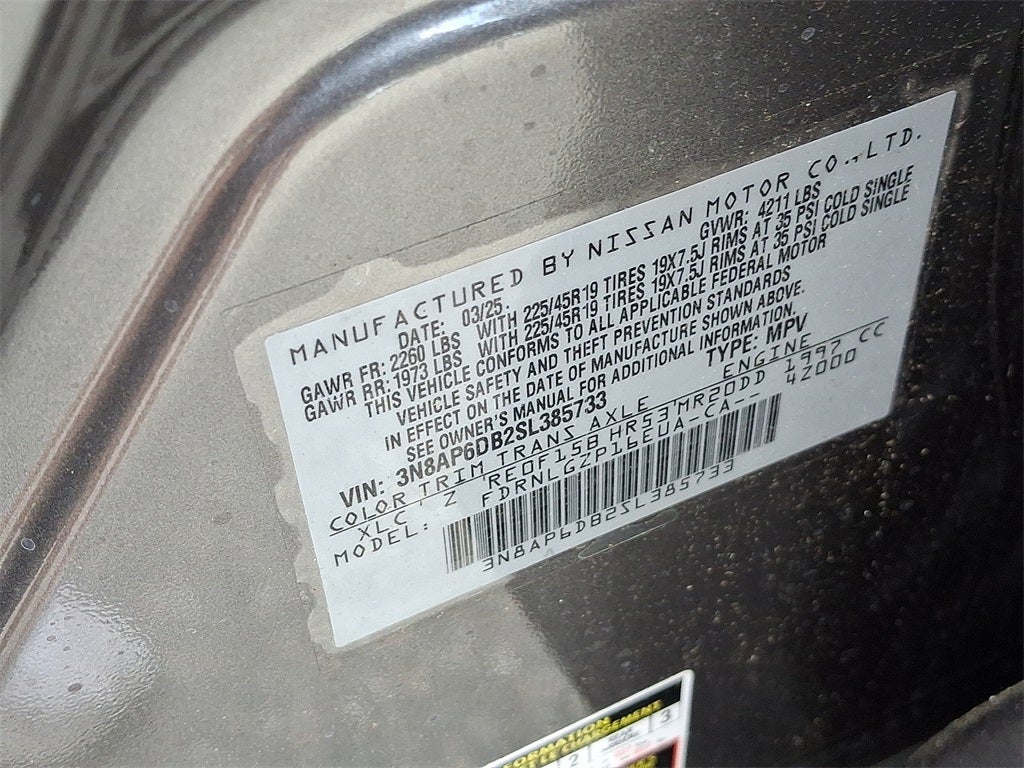 MANUFACTURED BY NISSAN MOTOR CO.,LTD.
DATE: 03/25. GVWR: 4211 LBS
GAWR FR: 2260 LBS WITH 225/45R19 TIRES 19X7.5J RIMS AT 35 PSI COLD SINGLE
GAWR RR: 1973 LBS WITH 225/45R19 TIRES 19X7.5J RIMS AT 35 PSI COLD SINGLE
THIS VEHICLE CONFORMS TO ALL APPLICABLE FEDERAL MOTOR
VEHICLE SAFETY AND THEFT PREVENTION STANDARDS
IN EFFECT ON THE DATE OF MANUFACTURE SHOWN ABOVE.
SEE OWNER'S MANUAL FOR ADDITIONAL INFORMATION.
VIN: 3N8AP6DB2SL385733 TYPE: MPV
COLOR TRIM TRANS AXLE ENGINE 1997 CC
XLC Z RE0F15B HR53 MR20DD 4Z000
MODEL: FDRNLGZP16EUA-CA--
3N8AP6DB2SL385733
2
3